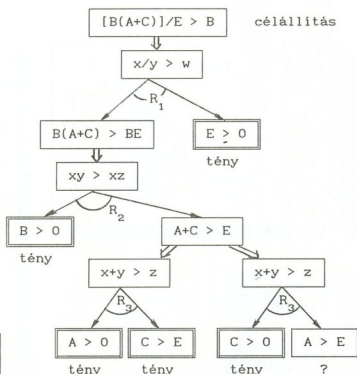 [B(A+C)]/E > B célállítás
x/y > w
R₁
B(A+C) > BE E > 0
tény
xy > xz
R₂
B > 0 A+C > E
tény
x+y > z x+y > z
R₃ R₃
A > 0 C > E C > 0 A > E
tény tény tény ?